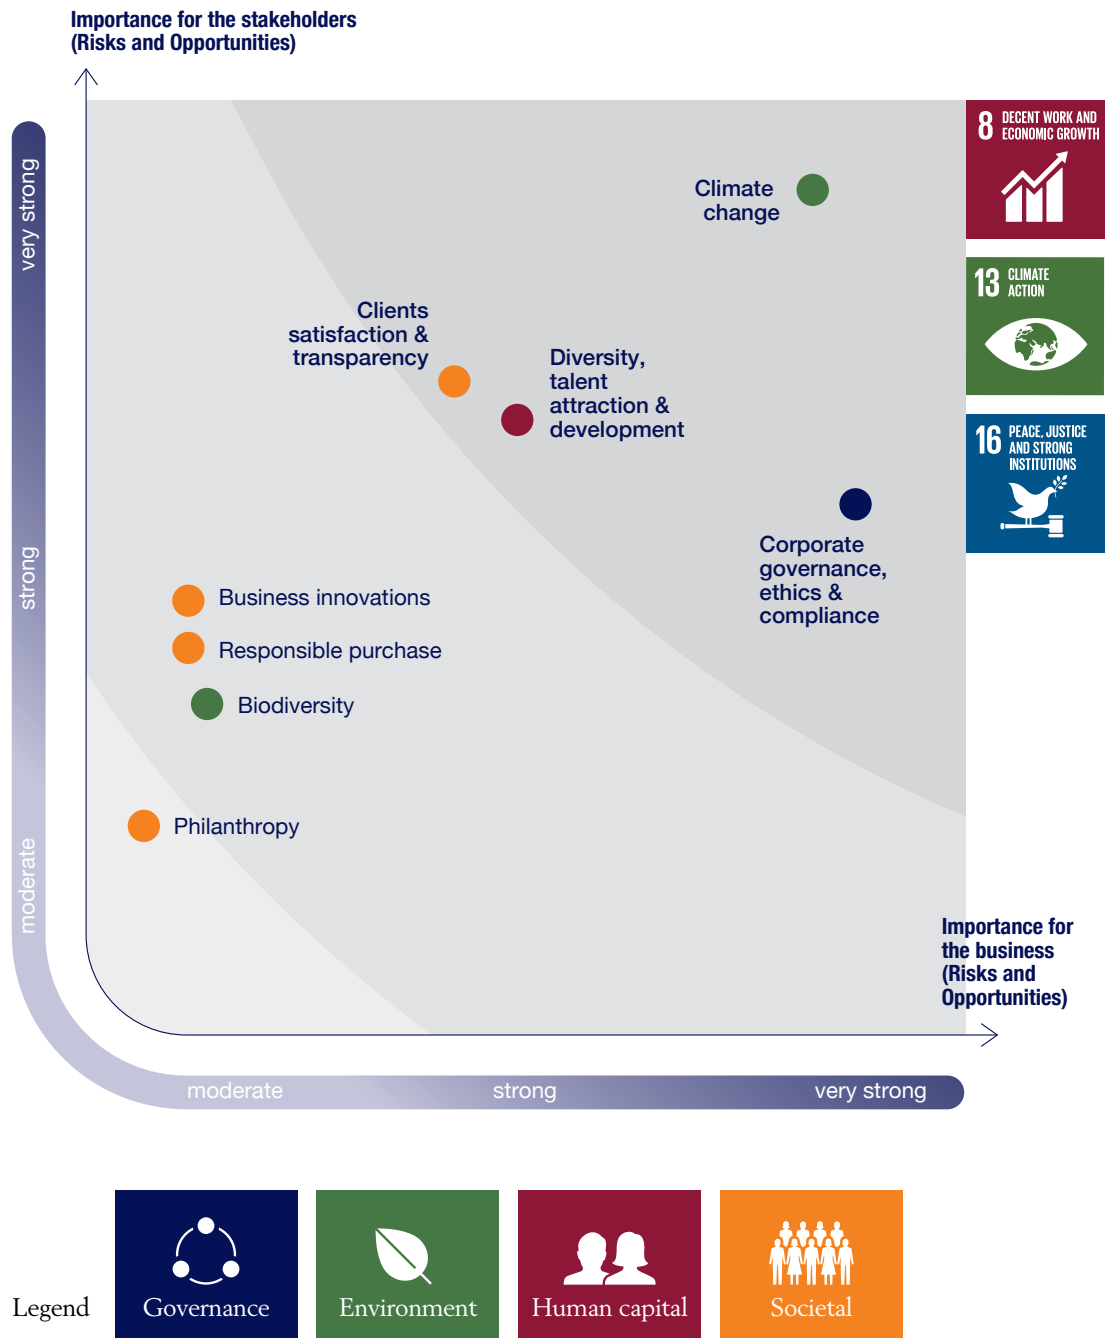 Importance for the stakeholders
(Risks and Opportunities)
very strong
strong
moderate
8 DECENT WORK AND
ECONOMIC GROWTH
Climate
change
13 CLIMATE
ACTION
Clients
satisfaction &
transparency
Diversity,
talent
attraction &
development
16 PEACE, JUSTICE
AND STRONG
INSTITUTIONS
Corporate
governance,
ethics &
compliance
Business innovations
Responsible purchase
Biodiversity
Philanthropy
Importance for
the business
(Risks and
Opportunities)
moderate
strong
very strong
Legend
Governance
Environment
Human capital
Societal